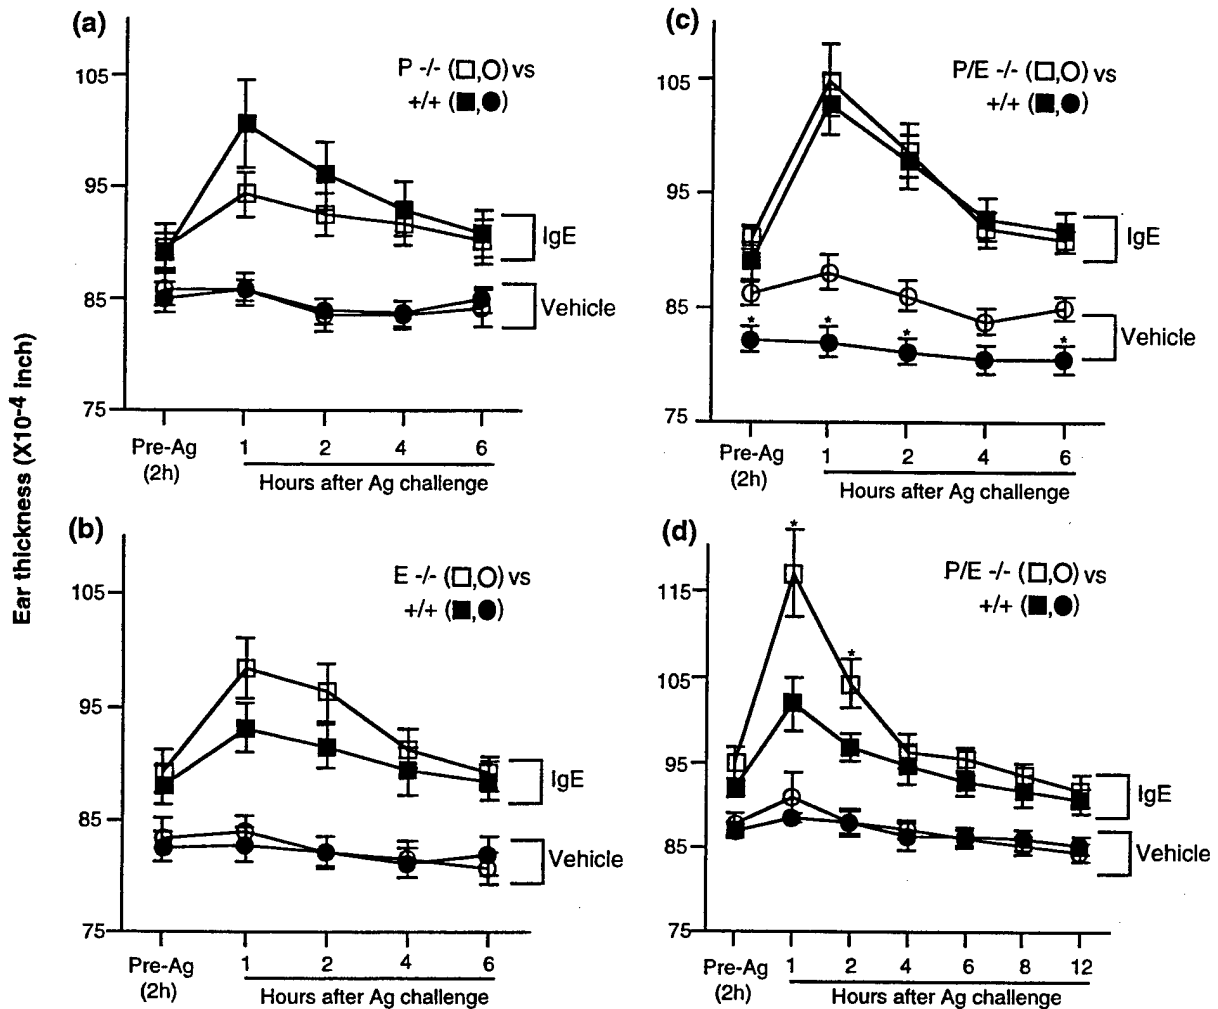 Ear thickness (X10-4 inch)
(a)
P -/- (□,○) vs
+/+ (■,●)
105
95
85
75
IgE
Vehicle
Pre-Ag
(2h)
1 2 4 6
Hours after Ag challenge
(b)
E -/- (□,○) vs
+/+ (■,●)
105
95
85
75
IgE
Vehicle
Pre-Ag
(2h)
1 2 4 6
Hours after Ag challenge
(c)
P/E -/- (□,○) vs
+/+ (■,●)
105
95
85
75
* * * *
IgE
Vehicle
Pre-Ag
(2h)
1 2 4 6
Hours after Ag challenge
(d)
P/E -/- (□,○) vs
+/+ (■,●)
115
105
95
85
75
*
*
IgE
Vehicle
Pre-Ag
(2h)
1 2 4 6 8 12
Hours after Ag challenge